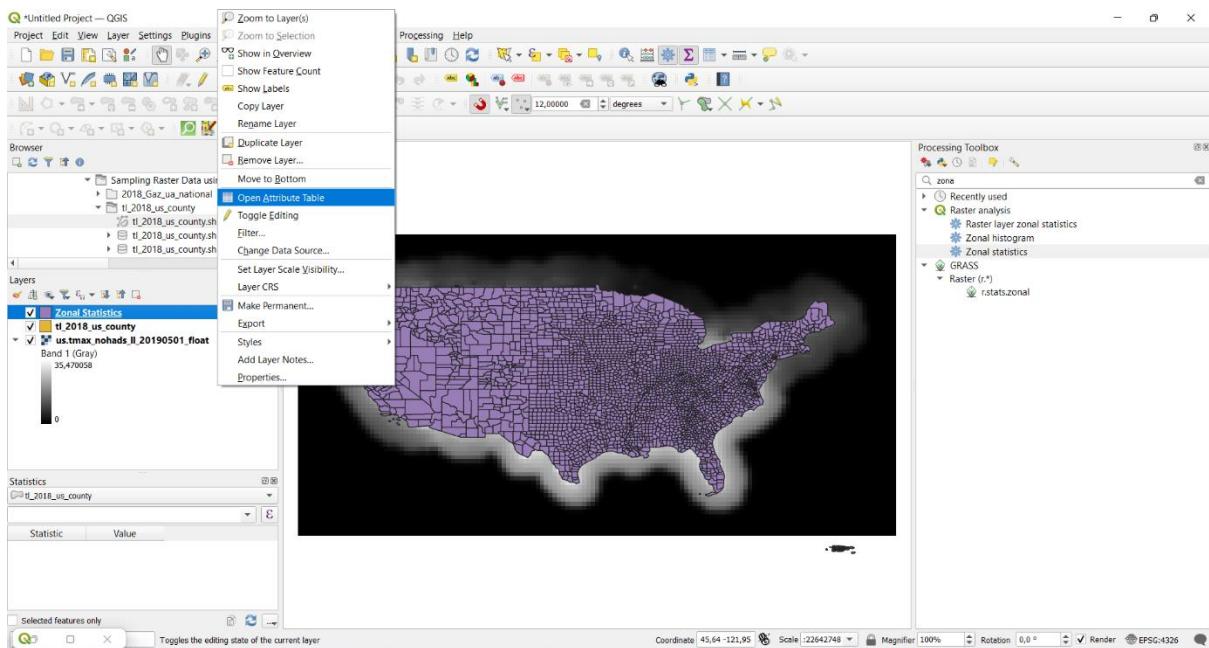 *Untitled Project — QGIS
Project Edit View Layer Settings Plugins
Processing Help
12,00000 degrees
Browser
Sampling Raster Data usin
2018_Gaz_ua_national
tl_2018_us_county
tl_2018_us_county.sh
tl_2018_us_county.sh
tl_2018_us_county.sh
Layers
Zonal Statistics
tl_2018_us_county
us.tmax_nohads_ll_20190501_float
Band 1 (Gray)
35,470058
0
Statistics
tl_2018_us_county
ε
Statistic Value
Selected features only
Zoom to Layer(s)
Zoom to Selection
Show in Overview
Show Feature Count
Show Labels
Copy Layer
Rename Layer
Duplicate Layer
Remove Layer...
Move to Bottom
Open Attribute Table
Toggle Editing
Filter...
Change Data Source...
Set Layer Scale Visibility...
Layer CRS
Make Permanent...
Export
Styles
Add Layer Notes...
Properties...
Processing Toolbox
zona
Recently used
Raster analysis
Raster layer zonal statistics
Zonal histogram
Zonal statistics
GRASS
Raster (r.*)
r.stats.zonal
Toggles the editing state of the current layer
Coordinate 45,64 -121,95 Scale :22642748 Magnifier 100% Rotation 0,0 ° Render EPSG:4326